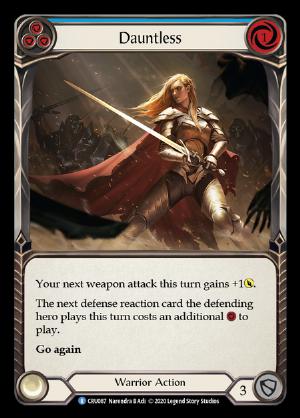 Dauntless
1
Your next weapon attack this turn gains +1
The next defense reaction card the defending
hero plays this turn costs an additional
to
play.
Go again
Warrior Action
3
CRU087 Narendra B Adi © 2020 Legend Story Studios